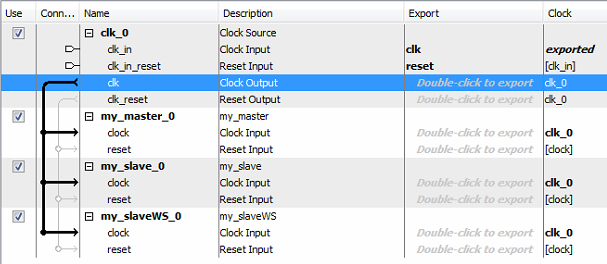 Use Conn... Name Description Export Clock
clk_0 Clock Source
clk_in Clock Input clk exported
clk_in_reset Reset Input reset [clk_in]
clk Clock Output Double-click to export clk_0
clk_reset Reset Output Double-click to export clk_0
my_master_0 my_master
clock Clock Input Double-click to export clk_0
reset Reset Input Double-click to export [clock]
my_slave_0 my_slave
clock Clock Input Double-click to export clk_0
reset Reset Input Double-click to export [clock]
my_slaveWS_0 my_slaveWS
clock Clock Input Double-click to export clk_0
reset Reset Input Double-click to export [clock]